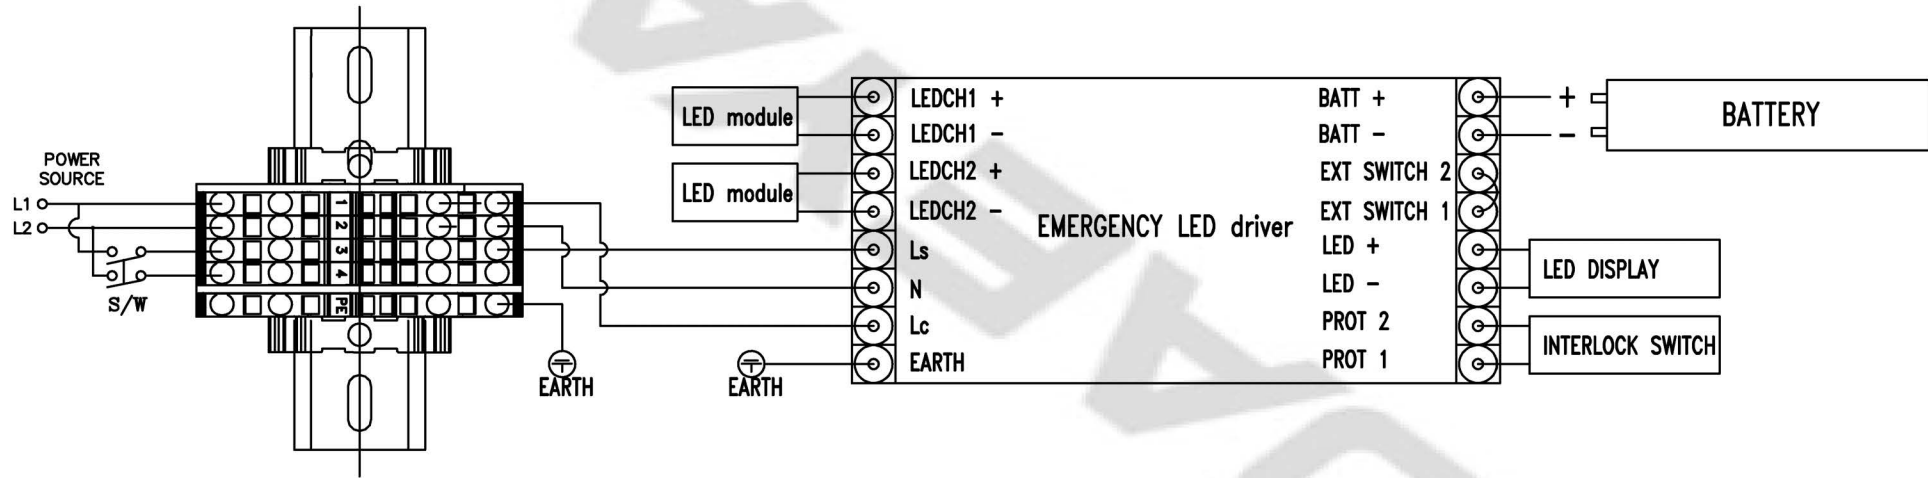 POWER
SOURCE
L1
L2
S/W
1
2
3
4
PE
EARTH
EARTH
LED module
LED module
LEDCH1 +
LEDCH1 -
LEDCH2 +
LEDCH2 -
Ls
N
Lc
EARTH
EMERGENCY LED driver
BATT +
BATT -
EXT SWITCH 2
EXT SWITCH 1
LED +
LED -
PROT 2
PROT 1
+
-
BATTERY
LED DISPLAY
INTERLOCK SWITCH